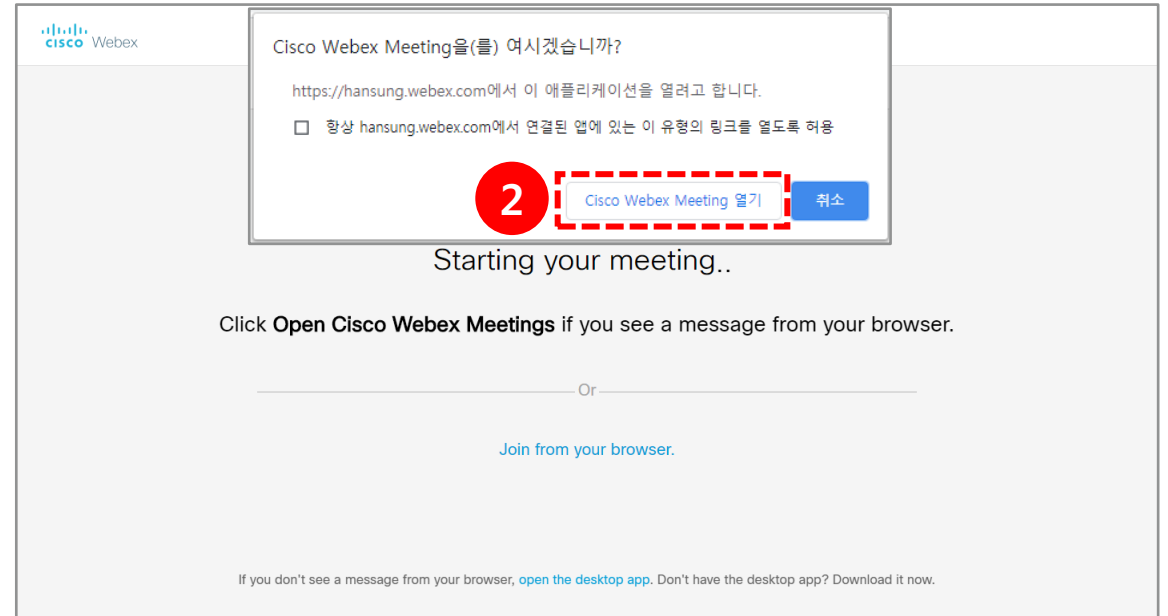 cisco Webex
Cisco Webex Meeting을(를) 여시겠습니까?
https://hansung.webex.com에서 이 애플리케이션을 열려고 합니다.
항상 hansung.webex.com에서 연결된 앱에 있는 이 유형의 링크를 열도록 허용
2
Cisco Webex Meeting 열기
취소
Starting your meeting..
Click Open Cisco Webex Meetings if you see a message from your browser.
Or
Join from your browser.
If you don't see a message from your browser, open the desktop app. Don't have the desktop app? Download it now.